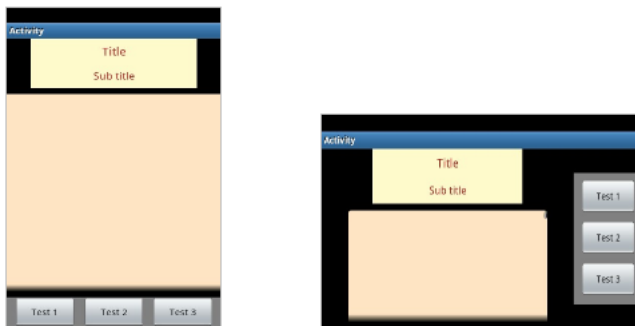 Activity
Title
Sub title
Test 1 Test 2 Test 3
Activity
Title
Sub title
Test 1
Test 2
Test 3